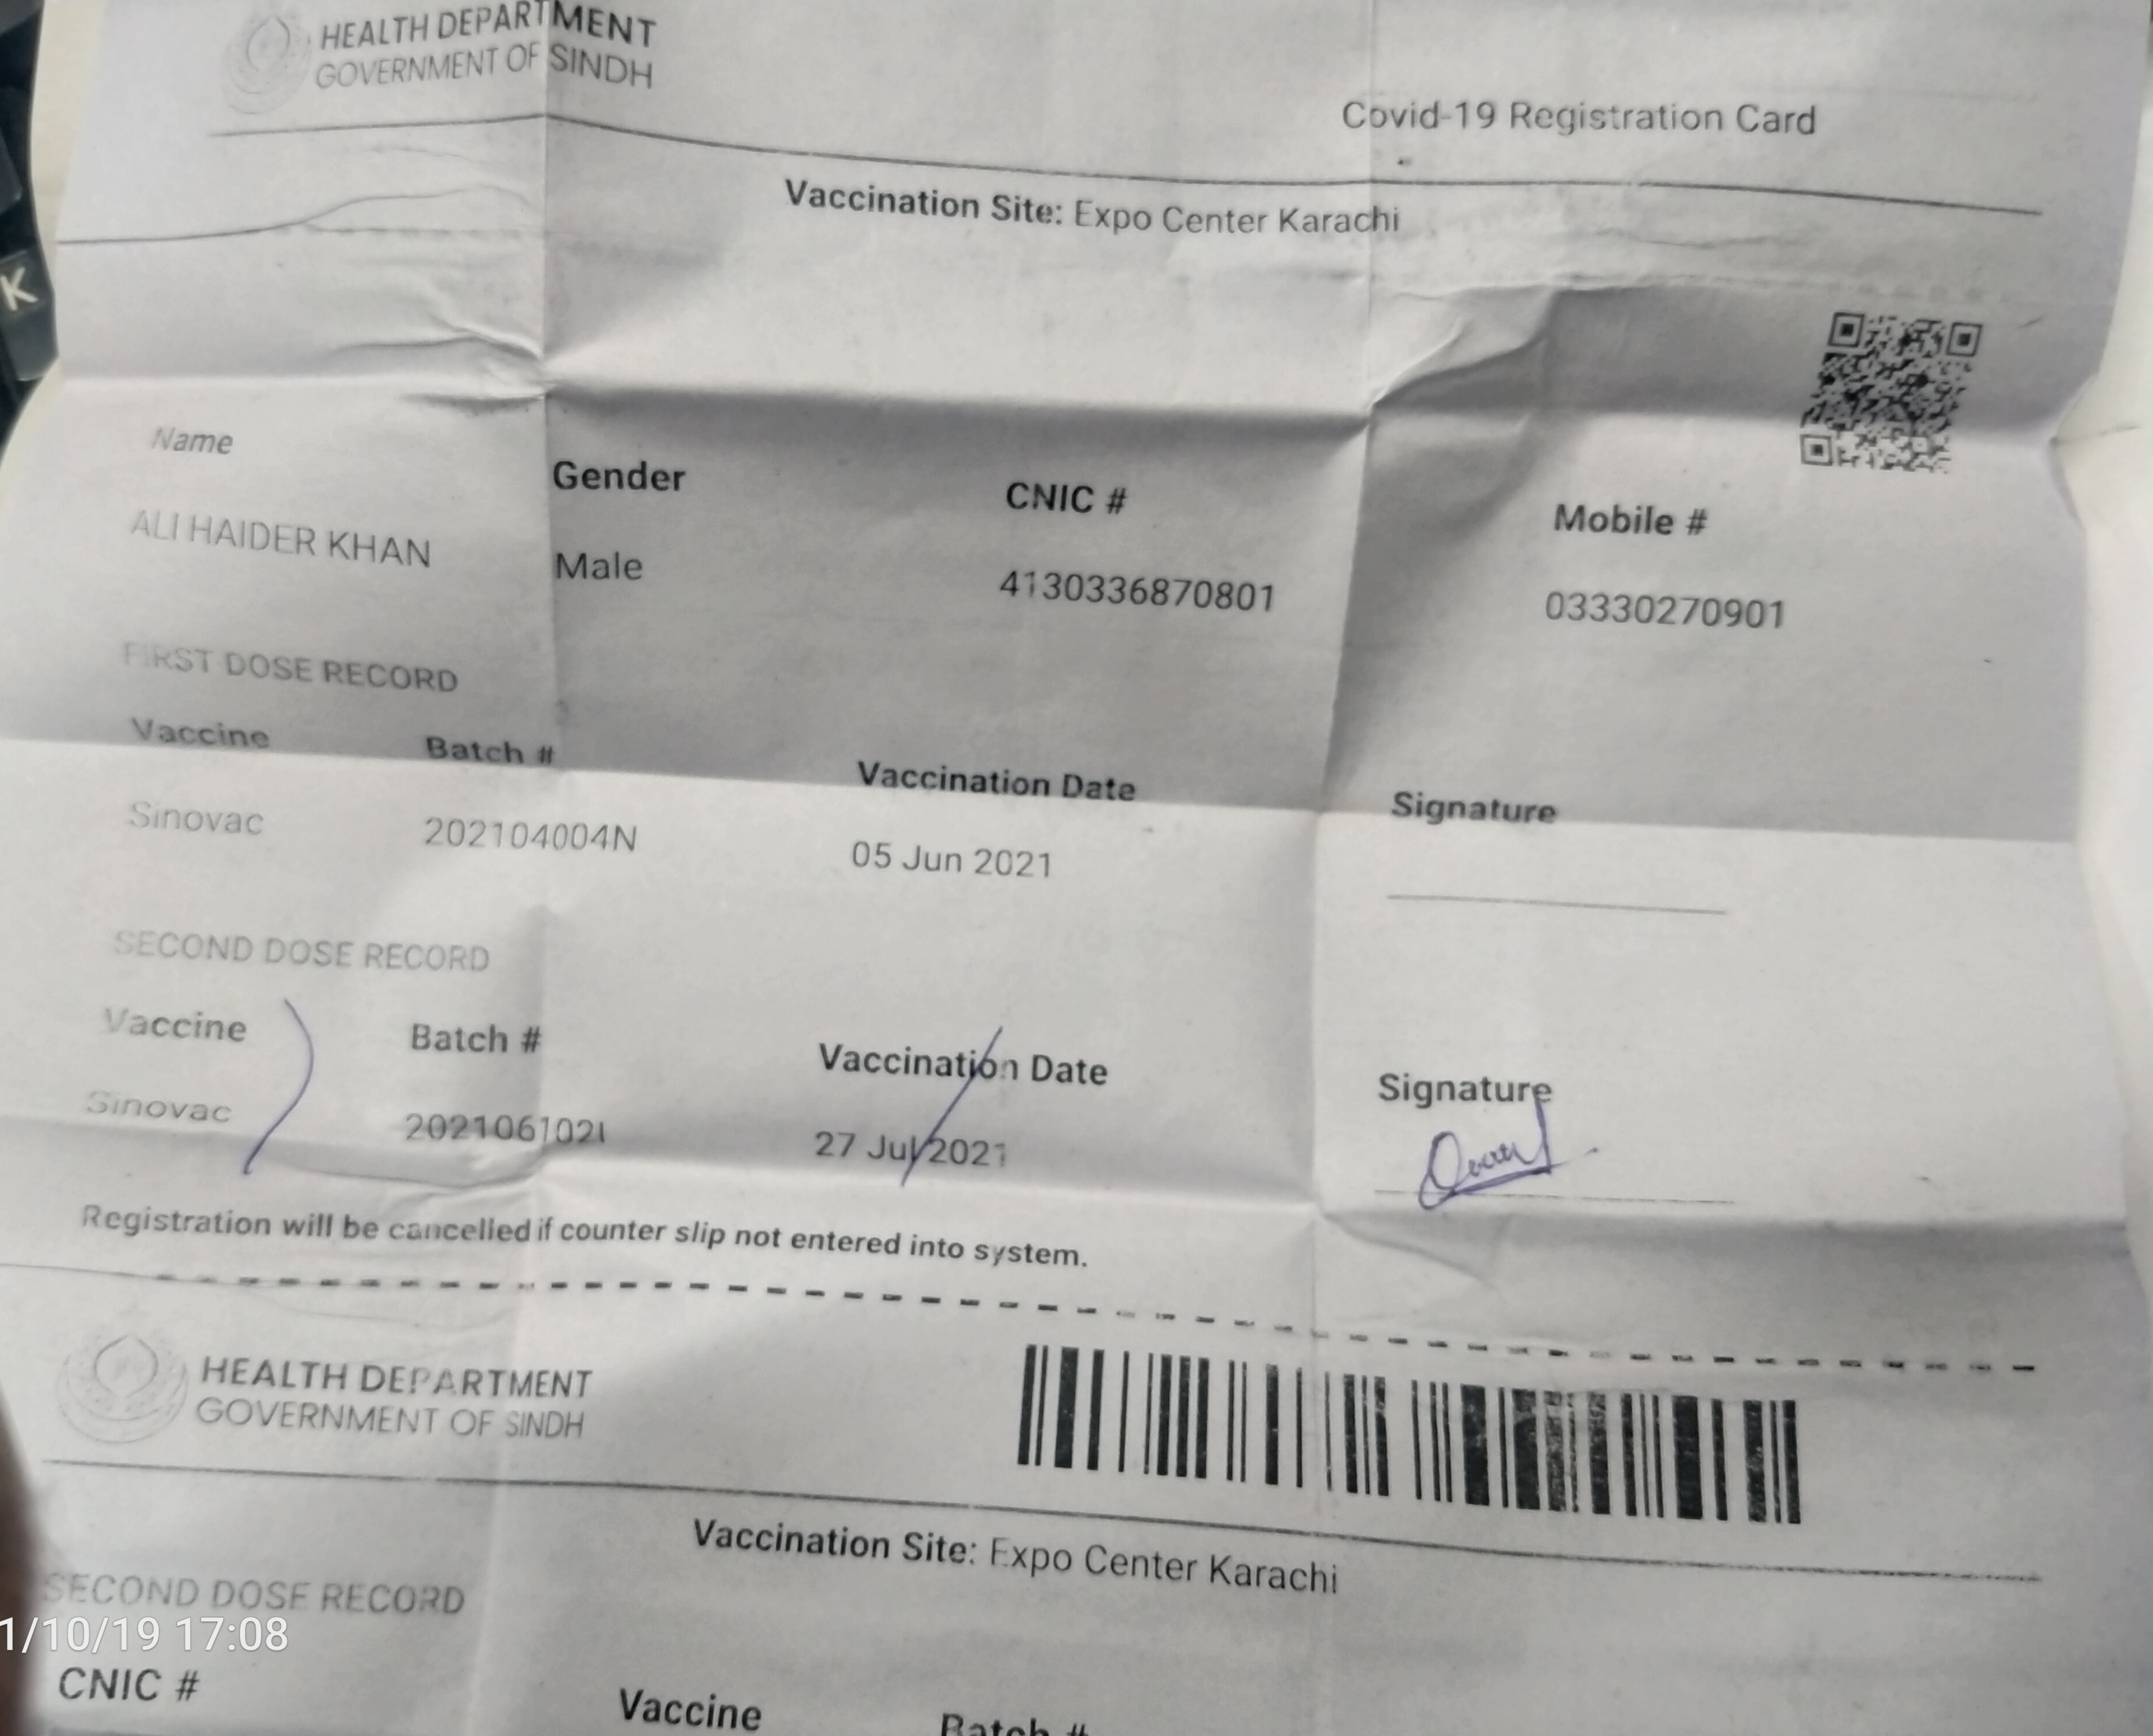 HEALTH DEPARTMENT
GOVERNMENT OF SINDH
Covid-19 Registration Card
Vaccination Site: Expo Center Karachi
K
Name Gender CNIC # Mobile #
ALI HAIDER KHAN Male 4130336870801 03330270901
FIRST DOSE RECORD
Vaccine Batch # Vaccination Date Signature
Sinovac 202104004N 05 Jun 2021
SECOND DOSE RECORD
Vaccine Batch # Vaccination Date Signature
Sinovac 27 Jul 2021
Registration will be cancelled if counter slip not entered into system.
HEALTH DEPARTMENT
GOVERNMENT OF SINDH
Vaccination Site: Expo Center Karachi
SECOND DOSE RECORD
1/10/19 17:08
CNIC # Vaccine Batch #